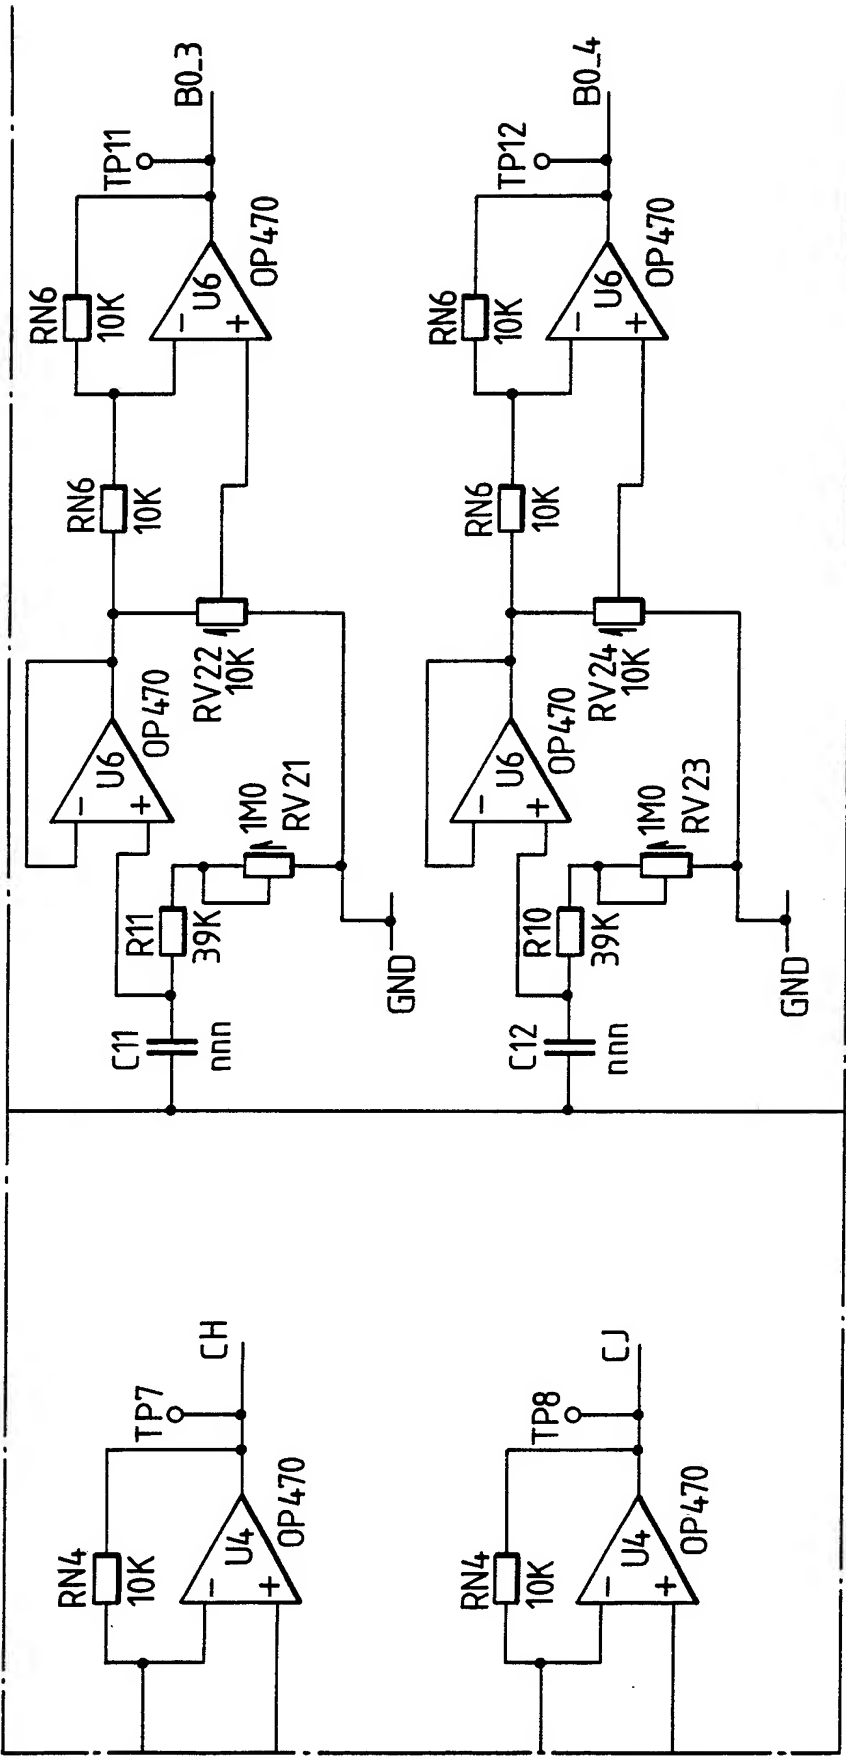 B0_3
TP11
RN6
10K
U6
-
+
OP470
RN6
10K
RV22
10K
U6
-
+
OP470
1M0
RV21
R11
39K
GND
C11
nnn
B0_4
TP12
RN6
10K
U6
-
+
OP470
RN6
10K
RV24
10K
U6
-
+
OP470
1M0
RV23
R10
39K
GND
C12
nnn
CH
TP7
RN4
10K
U4
-
+
OP470
CJ
TP8
RN4
10K
U4
-
+
OP470